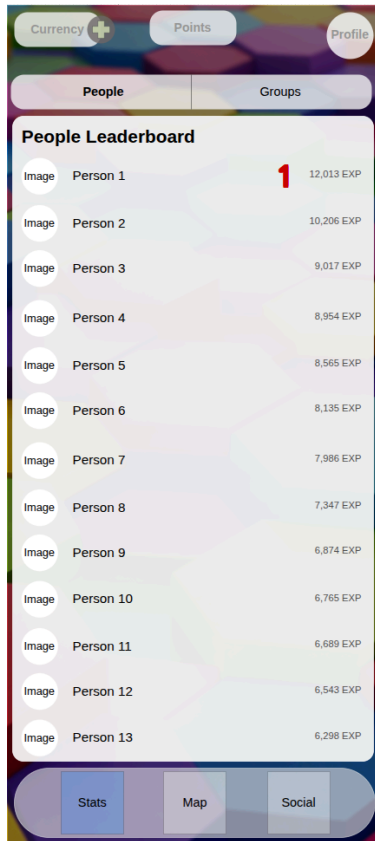 Currency
Points
Profile
People Groups
People Leaderboard
Image Person 1 1 12,013 EXP
Image Person 2 10,206 EXP
Image Person 3 9,017 EXP
Image Person 4 8,954 EXP
Image Person 5 8,565 EXP
Image Person 6 8,135 EXP
Image Person 7 7,986 EXP
Image Person 8 7,347 EXP
Image Person 9 6,874 EXP
Image Person 10 6,765 EXP
Image Person 11 6,689 EXP
Image Person 12 6,543 EXP
Image Person 13 6,298 EXP
Stats Map Social